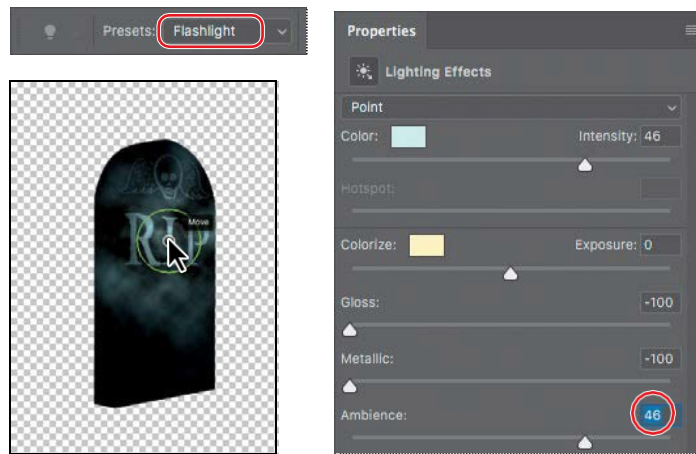 Presets: Flashlight
RIP
Move
Properties
Lighting Effects
Point
Color: Intensity: 46
Hotspot:
Colorize: Exposure: 0
Gloss: -100
Metallic: -100
Ambience: 46